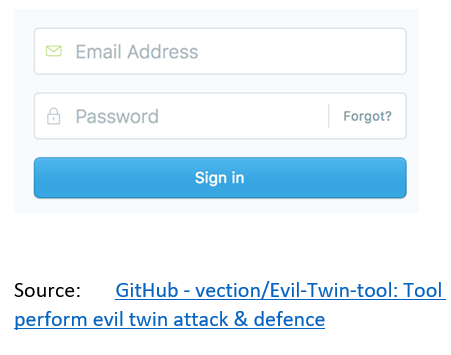 Email Address
Password Forgot?
Sign in
Source: GitHub - vection/Evil-Twin-tool: Tool
perform evil twin attack & defence